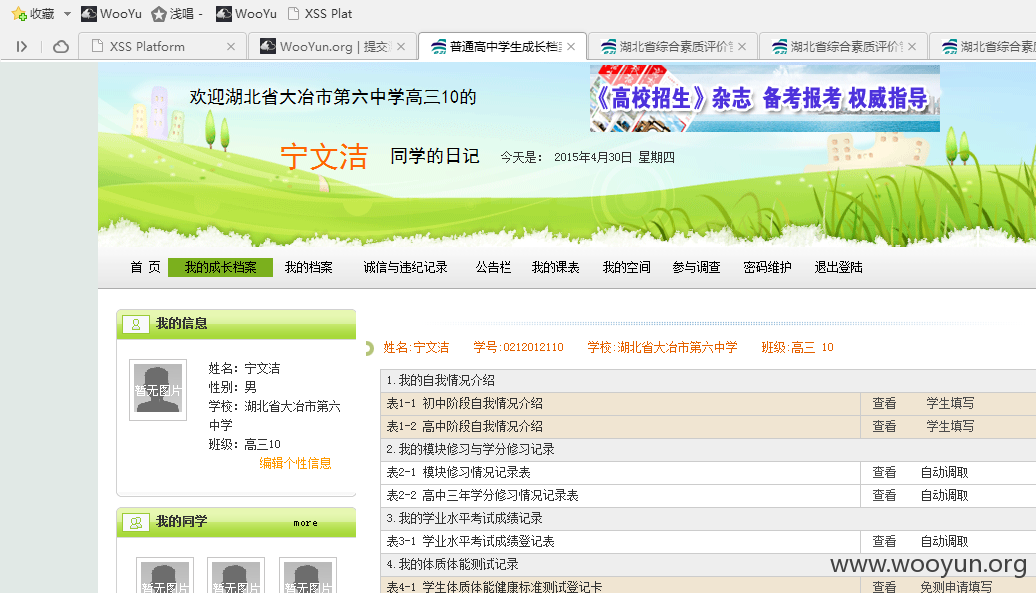 收藏 WooYu 浅唱 - WooYu XSS Plat
XSS Platform × WooYun.org | 提交 × 普通高中学生成长档 × 湖北省综合素质评价 × 湖北省综合素质评价 × 湖北省综合素质
欢迎湖北省大冶市第六中学高三10的
《高校招生》杂志 备考报考 权威指导
宁文洁 同学的日记 今天是： 2015年4月30日 星期四
首 页 我的成长档案 我的档案 诚信与违纪记录 公告栏 我的课表 我的空间 参与调查 密码维护 退出登陆
我的信息
暂无图片
姓名：宁文洁
性别：男
学校：湖北省大冶市第六
中学
班级：高三10
编辑个性信息
我的同学 more
暂无图片 暂无图片 暂无图片
姓名:宁文洁 学号:0212012110 学校:湖北省大冶市第六中学 班级:高三 10
1.我的自我情况介绍
表1-1 初中阶段自我情况介绍 查看 学生填写
表1-2 高中阶段自我情况介绍 查看 学生填写
2.我的模块修习与学分修习记录
表2-1 模块修习情况记录表 查看 自动调取
表2-2 高中三年学分修习情况记录表 查看 自动调取
3.我的学业水平考试成绩记录
表3-1 学业水平考试成绩登记表 查看 自动调取
4.我的体质体能测试记录
表4-1 学生体质体能健康标准测试登记卡 查看 免测申请填写
www.wooyun.org